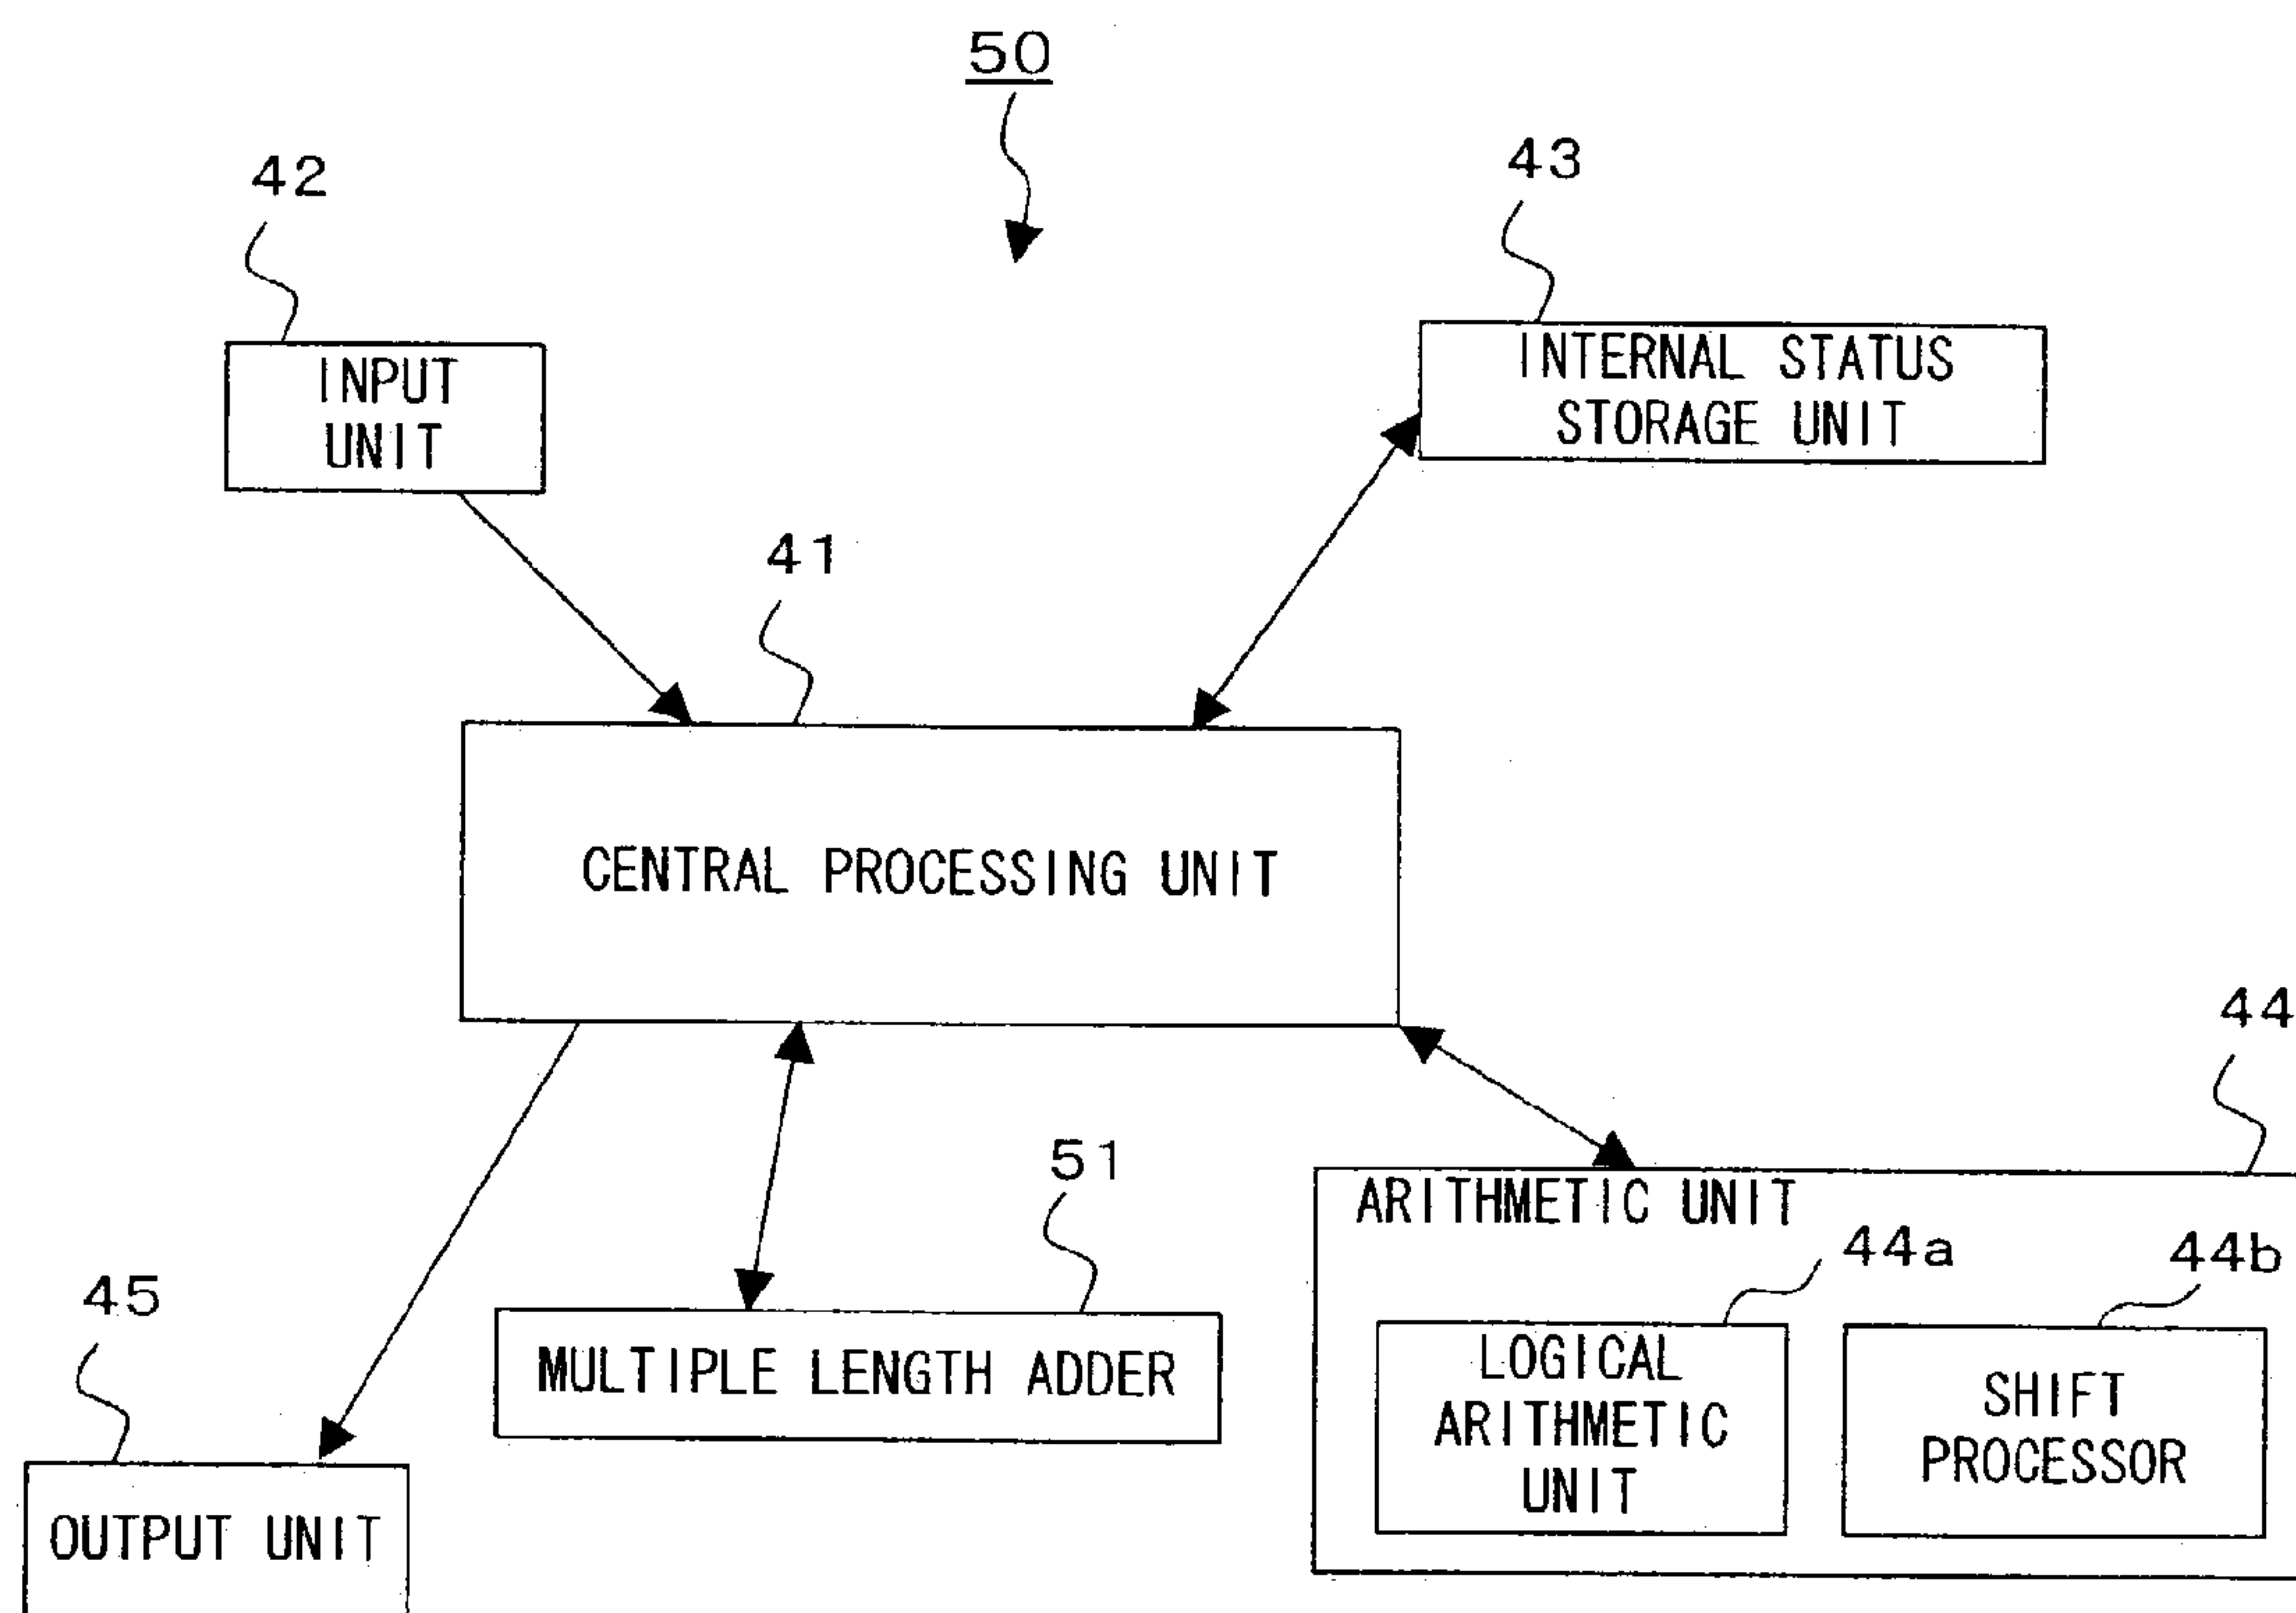 50
42
43
INPUT
UNIT
INTERNAL STATUS
STORAGE UNIT
41
CENTRAL PROCESSING UNIT
44
51
ARITHMETIC UNIT
44a
44b
45
MULTIPLE LENGTH ADDER
LOGICAL
ARITHMETIC
UNIT
SHIFT
PROCESSOR
OUTPUT UNIT